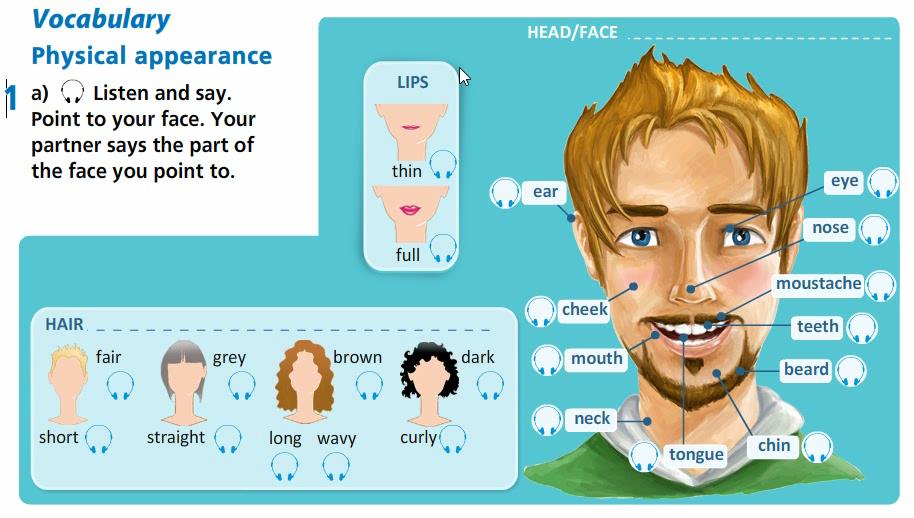 Vocabulary
Physical appearance
1 a) Listen and say.
Point to your face. Your
partner says the part of
the face you point to.
HEAD/FACE
LIPS
thin
full
ear
eye
nose
cheek
moustache
teeth
mouth
beard
neck
tongue
chin
HAIR
fair
grey
brown
dark
short
straight
long wavy
curly